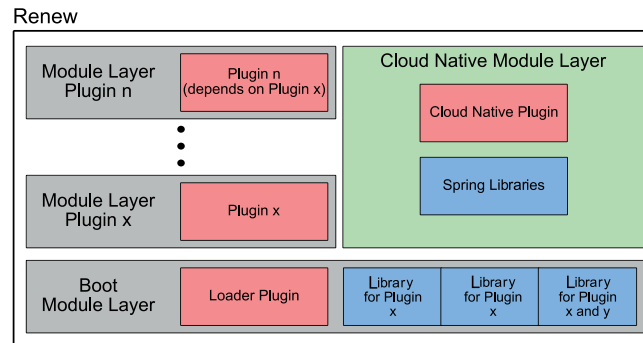 Renew
Module Layer
Plugin n
Plugin n
(depends on Plugin x)
Module Layer
Plugin x
Plugin x
Cloud Native Module Layer
Cloud Native Plugin
Spring Libraries
Boot
Module Layer
Loader Plugin
Library
for Plugin
x
Library
for Plugin
x
Library
for Plugin
x and y